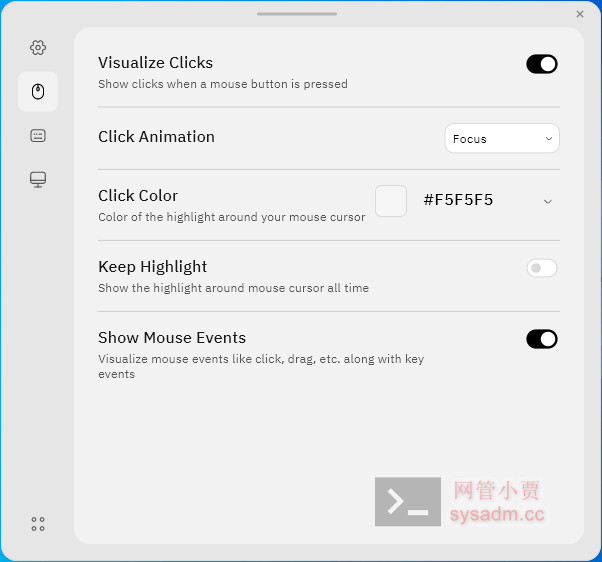 Visualize Clicks
Show clicks when a mouse button is pressed
Click Animation
Focus
Click Color
Color of the highlight around your mouse cursor
#F5F5F5
Keep Highlight
Show the highlight around mouse cursor all time
Show Mouse Events
Visualize mouse events like click, drag, etc. along with key
events
网管小贾
sysadm.cc